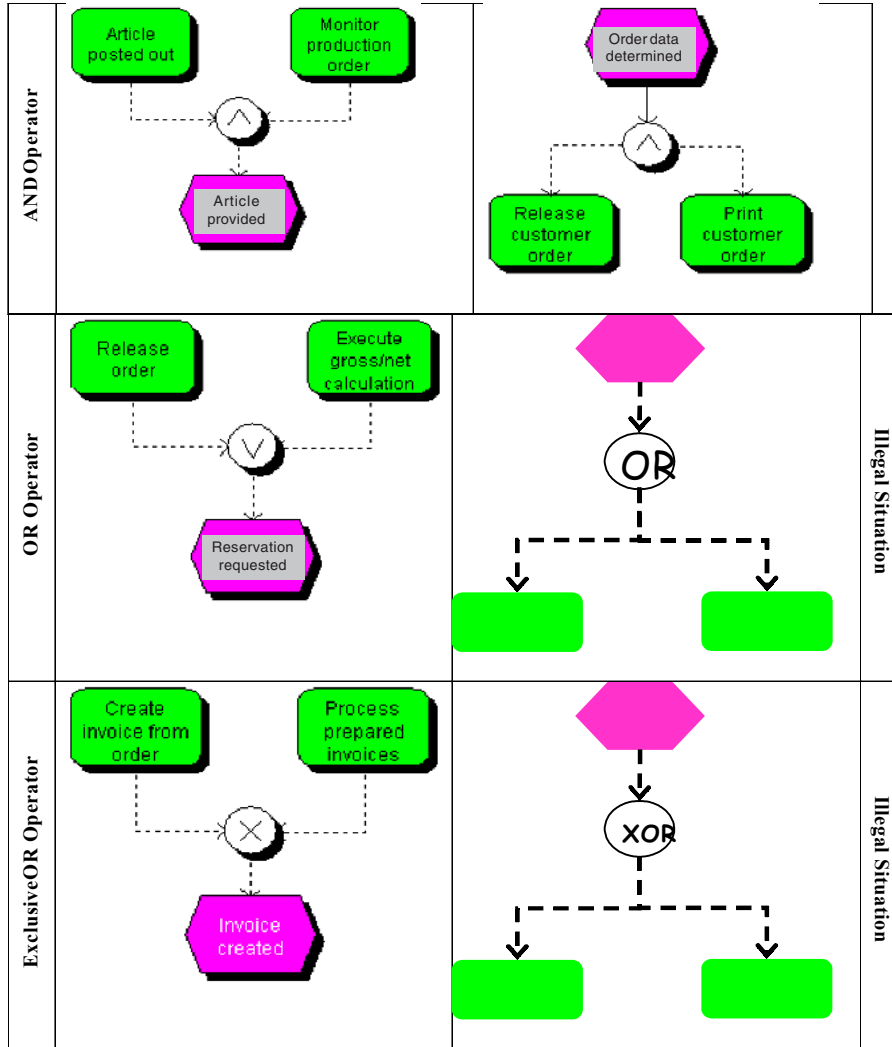 ANDOperator
Article
posted out
Monitor
production
order
^
Article
provided
Order data
determined
^
Release
customer
order
Print
customer
order
OR Operator
Release
order
Execute
gross/net
calculation
V
Reservation
requested
OR
Illegal Situation
ExclusiveOR Operator
Create
invoice from
order
Process
prepared
invoices
X
Invoice
created
XOR
Illegal Situation